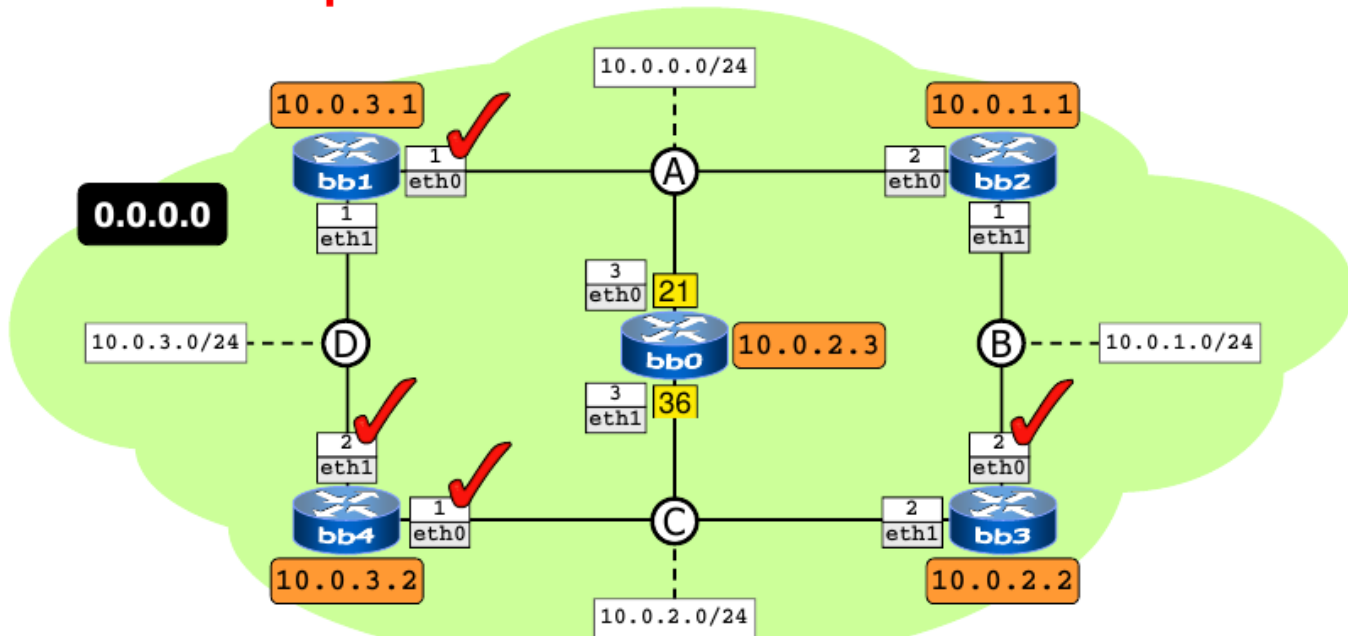 10.0.0.0/24
10.0.3.1
10.0.1.1
1
eth0
A
2
eth0
bb1
bb2
0.0.0.0
1
eth1
1
eth1
3
eth0
21
10.0.3.0/24
D
bb0
10.0.2.3
B
10.0.1.0/24
3
eth1
36
2
eth1
2
eth0
1
eth0
C
2
eth1
bb4
bb3
10.0.3.2
10.0.2.2
10.0.2.0/24